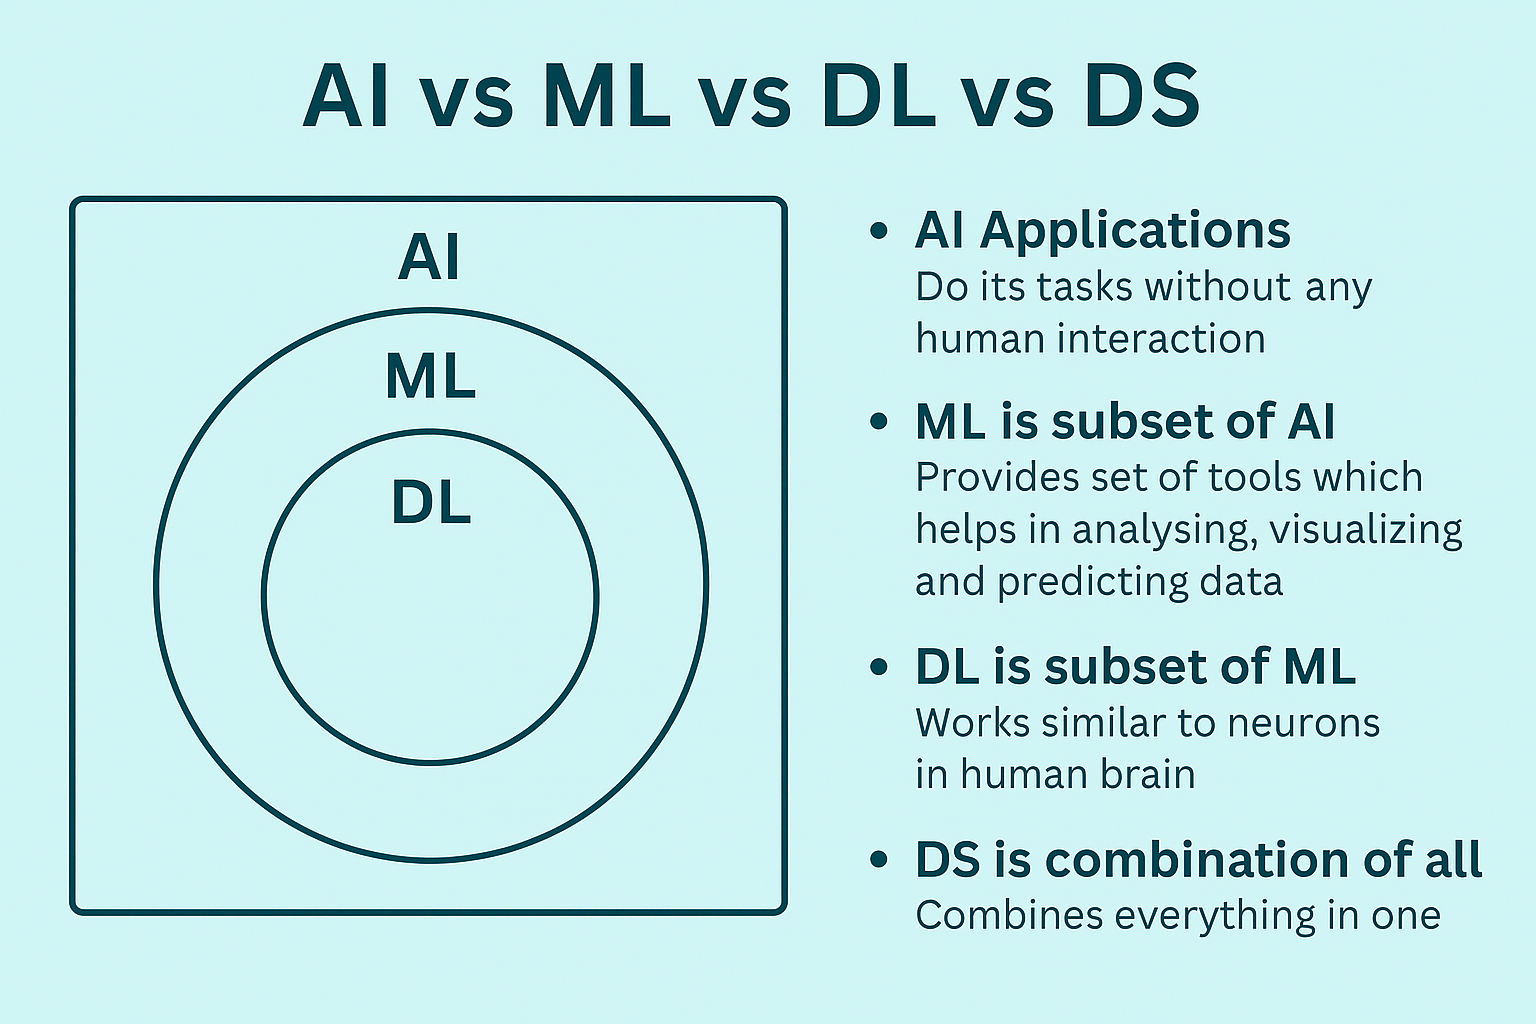 AI vs ML vs DL vs DS
AI
ML
DL
• AI Applications
Do its tasks without any
human interaction
• ML is subset of AI
Provides set of tools which
helps in analysing, visualizing
and predicting data
• DL is subset of ML
Works similar to neurons
in human brain
• DS is combination of all
Combines everything in one